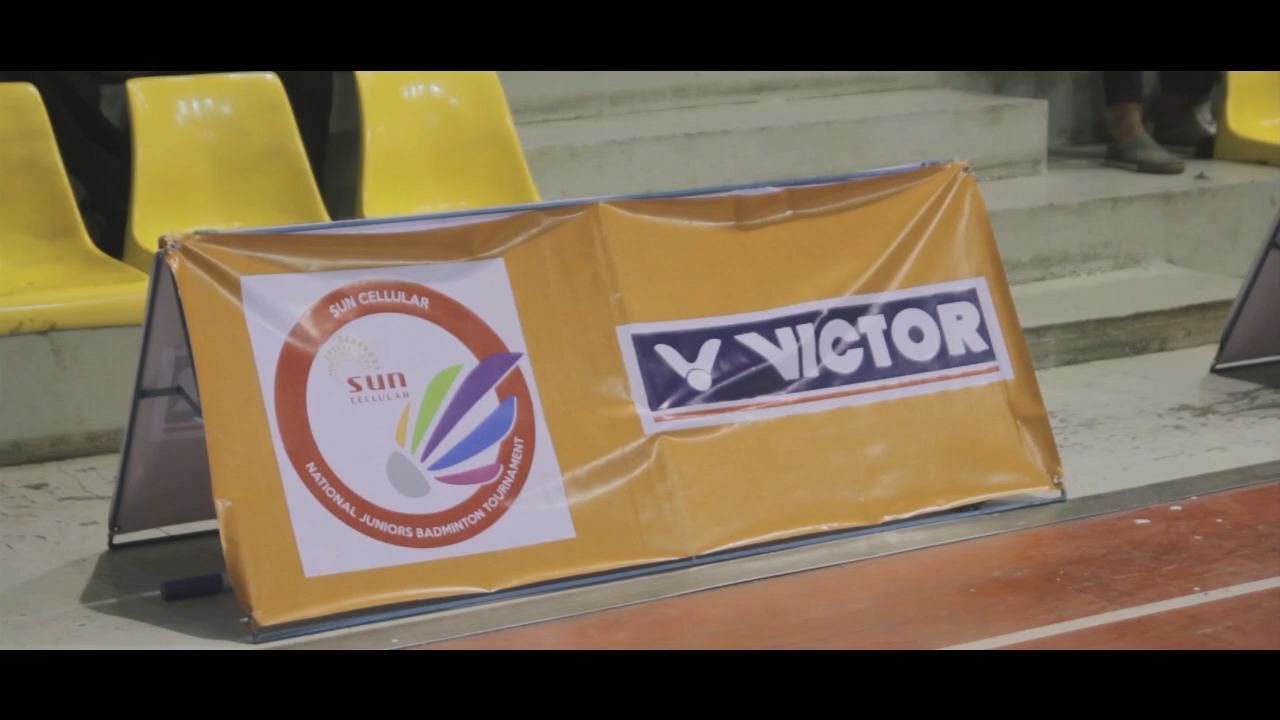 SUN CELLULAR
sun
CELLULAR
NATIONAL JUNIORS BADMINTON TOURNAMENT
VICTOR